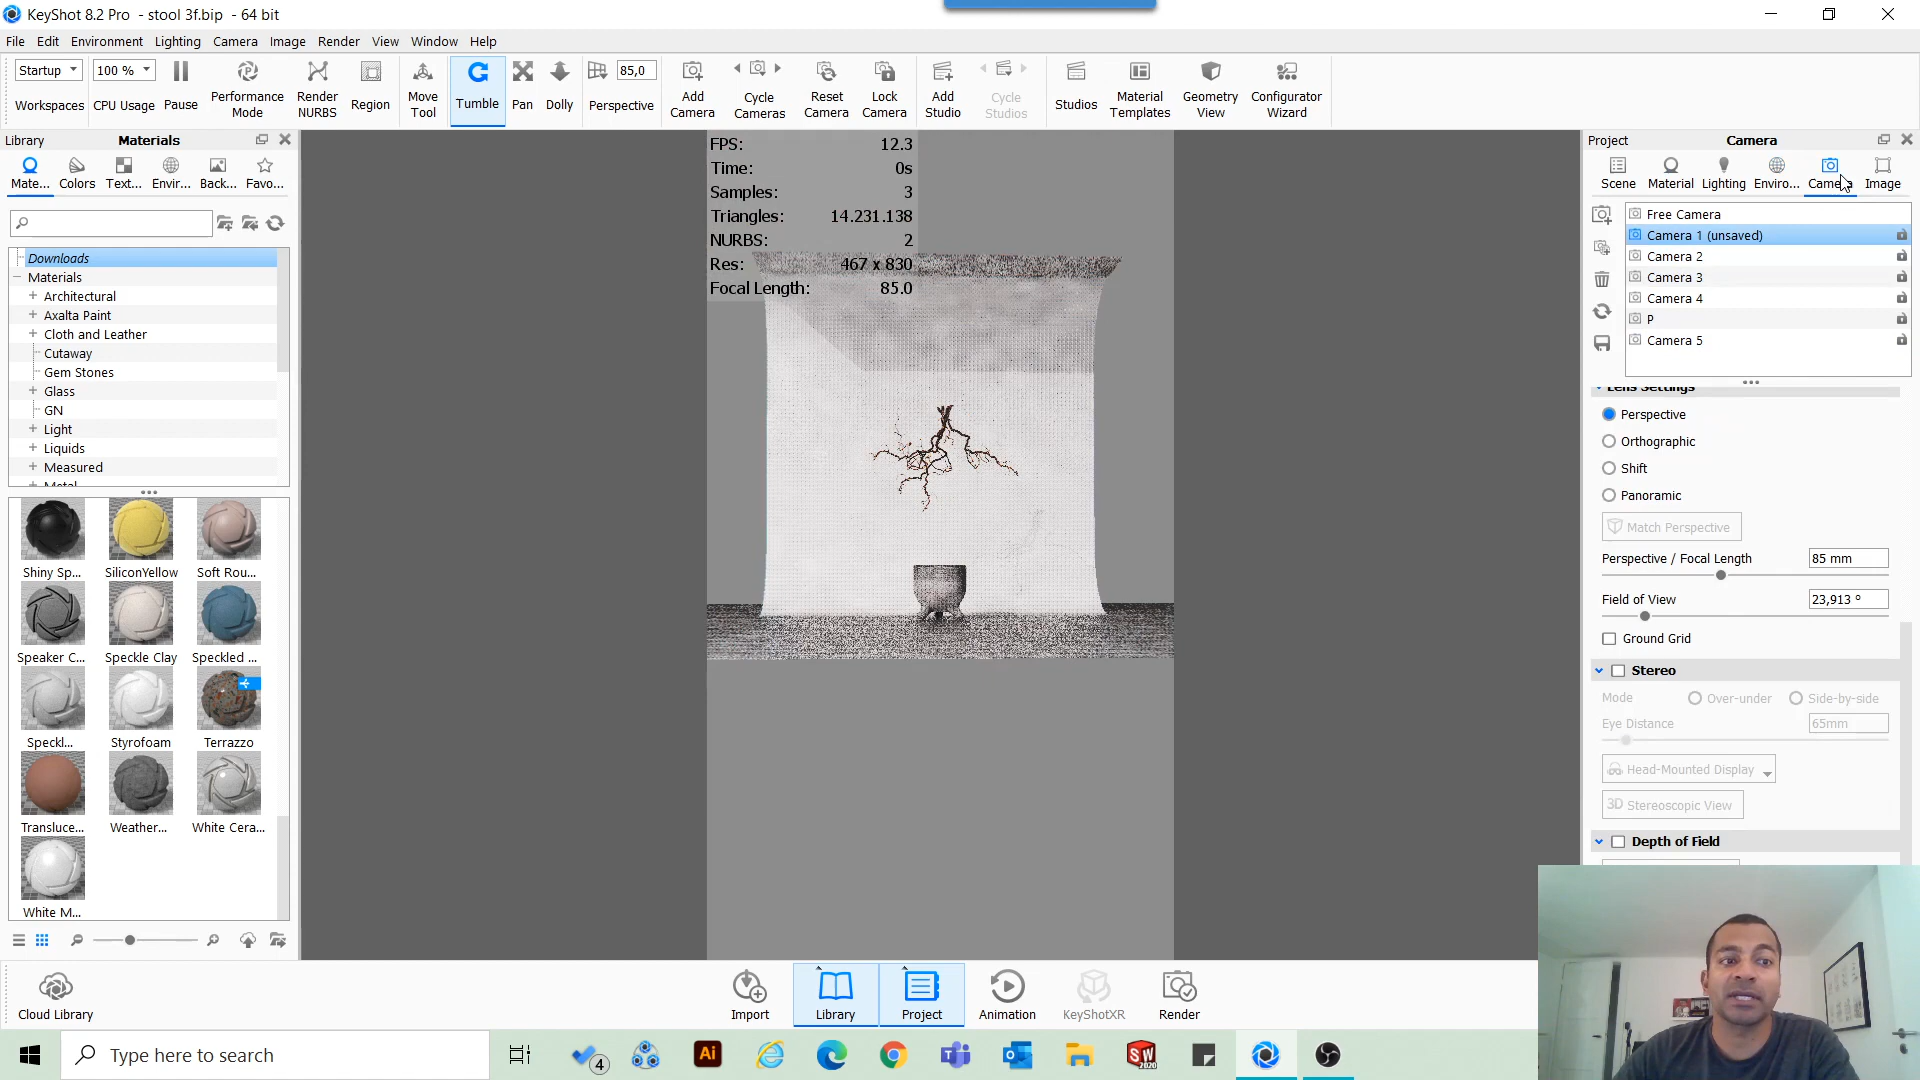 KeyShot 8.2 Pro - stool 3f.bip - 64 bit
File Edit Environment Lighting Camera Image Render View Window Help
Startup 100 % 85,0
Workspaces CPU Usage Pause Performance Mode Render NURBS Region Move Tool Tumble Pan Dolly Perspective Add Camera Cycle Cameras Reset Camera Lock Camera Add Studio Cycle Studios Studios Material Templates Geometry View Configurator Wizard
Library Materials
Mate... Colors Text... Envir... Back... Favo...
Downloads
Materials
Architectural
Axalta Paint
Cloth and Leather
Cutaway
Gem Stones
Glass
GN
Light
Liquids
Measured
Metal
Shiny Sp... SiliconYellow Soft Rou...
Speaker C... Speckle Clay Speckled ...
Speckl... Styrofoam Terrazzo
Transluce... Weather... White Cera...
White M...
FPS: 12.3
Time: 0s
Samples: 3
Triangles: 14.231.138
NURBS: 2
Res: 467 x 830
Focal Length: 85.0
Project Camera
Scene Material Lighting Enviro... Camera Image
Free Camera
Camera 1 (unsaved)
Camera 2
Camera 3
Camera 4
P
Camera 5
Lens Settings
Perspective
Orthographic
Shift
Panoramic
Match Perspective
Perspective / Focal Length 85 mm
Field of View 23,913 °
Ground Grid
Stereo
Mode Over-under Side-by-side
Eye Distance 65mm
Head-Mounted Display
3D Stereoscopic View
Depth of Field
Cloud Library Import Library Project Animation KeyShotXR Render
Type here to search 4 Ai SW 2020